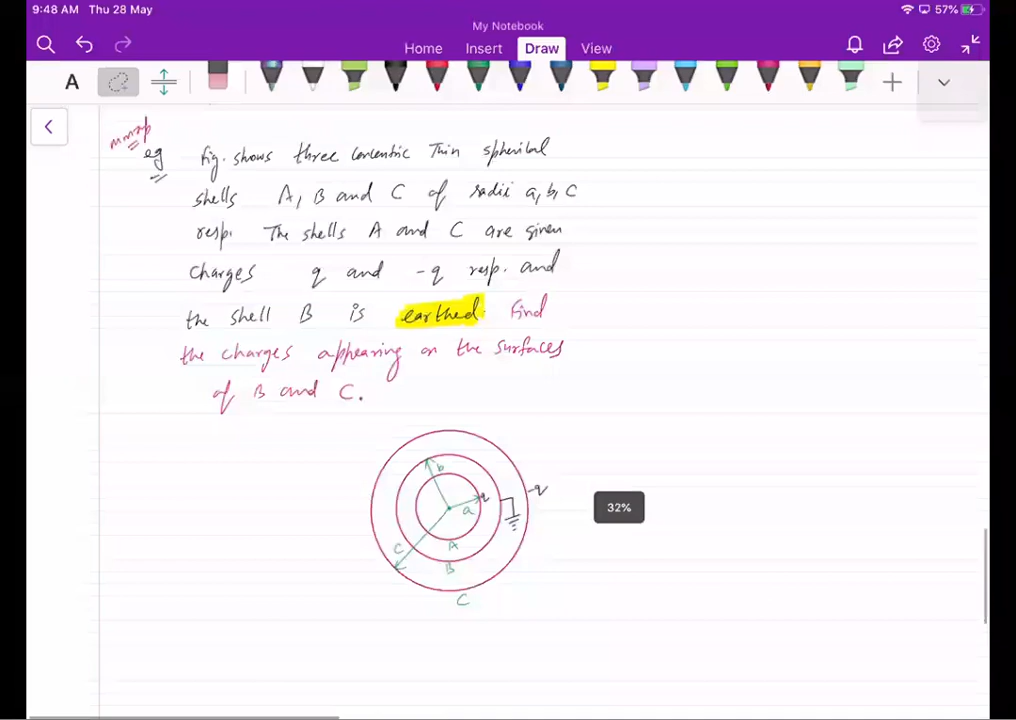 9:48 AM Thu 28 May
57%
My Notebook
Home Insert Draw View
A
eg fig. shows three concentric Thin spherical
shells A, B and C of radii a, b, C
resp. The shells A and C are given
charges q and -q resp. and
the shell B is earthed. Find
the charges appearing on the surfaces
of B and C.
b
-q
q
a
32%
C
A
B
C